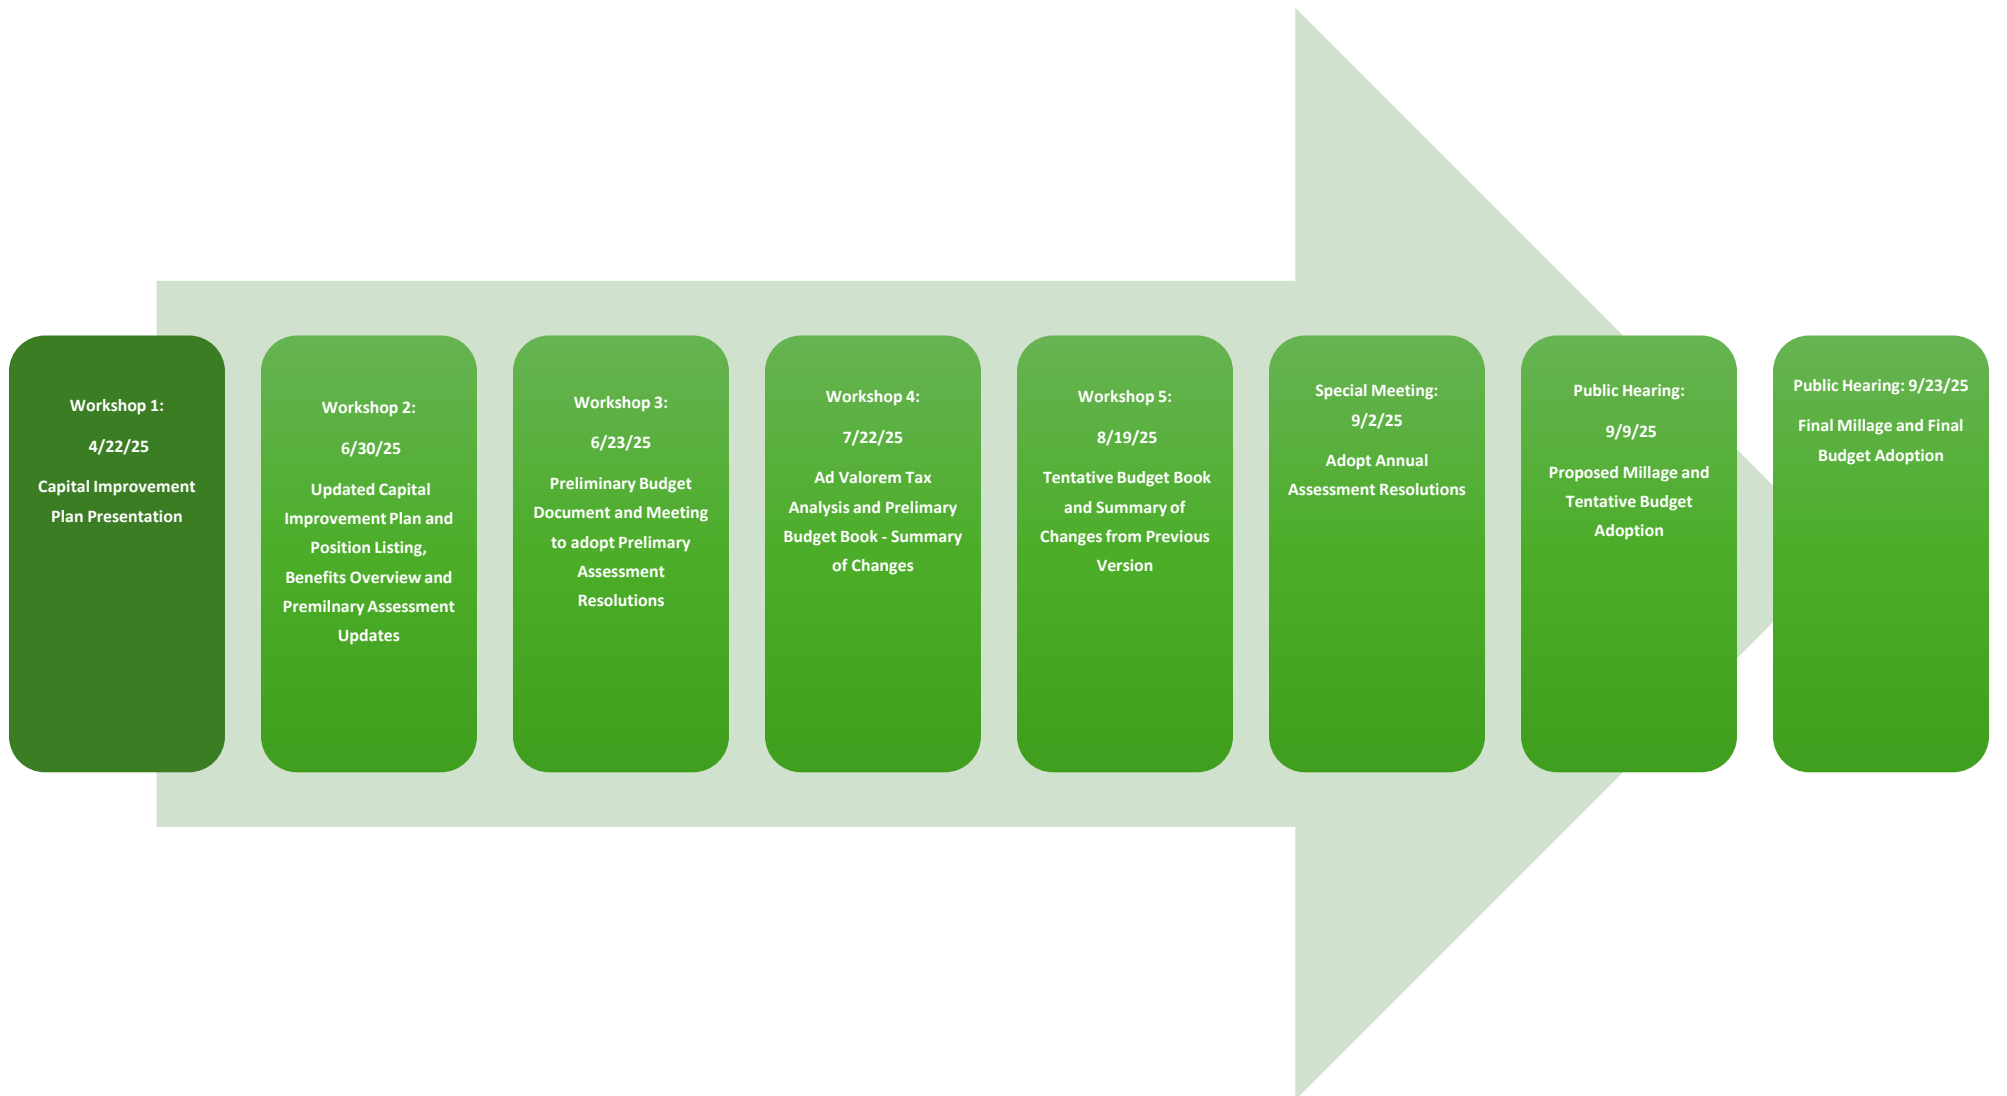 Workshop 1:
4/22/25
Capital Improvement
Plan Presentation
Workshop 2:
6/30/25
Updated Capital
Improvement Plan and
Position Listing,
Benefits Overview and
Premilnary Assessment
Updates
Workshop 3:
6/23/25
Preliminary Budget
Document and Meeting
to adopt Prelimary
Assessment
Resolutions
Workshop 4:
7/22/25
Ad Valorem Tax
Analysis and Prelimary
Budget Book - Summary
of Changes
Workshop 5:
8/19/25
Tentative Budget Book
and Summary of
Changes from Previous
Version
Special Meeting:
9/2/25
Adopt Annual
Assessment Resolutions
Public Hearing:
9/9/25
Proposed Millage and
Tentative Budget
Adoption
Public Hearing: 9/23/25
Final Millage and Final
Budget Adoption